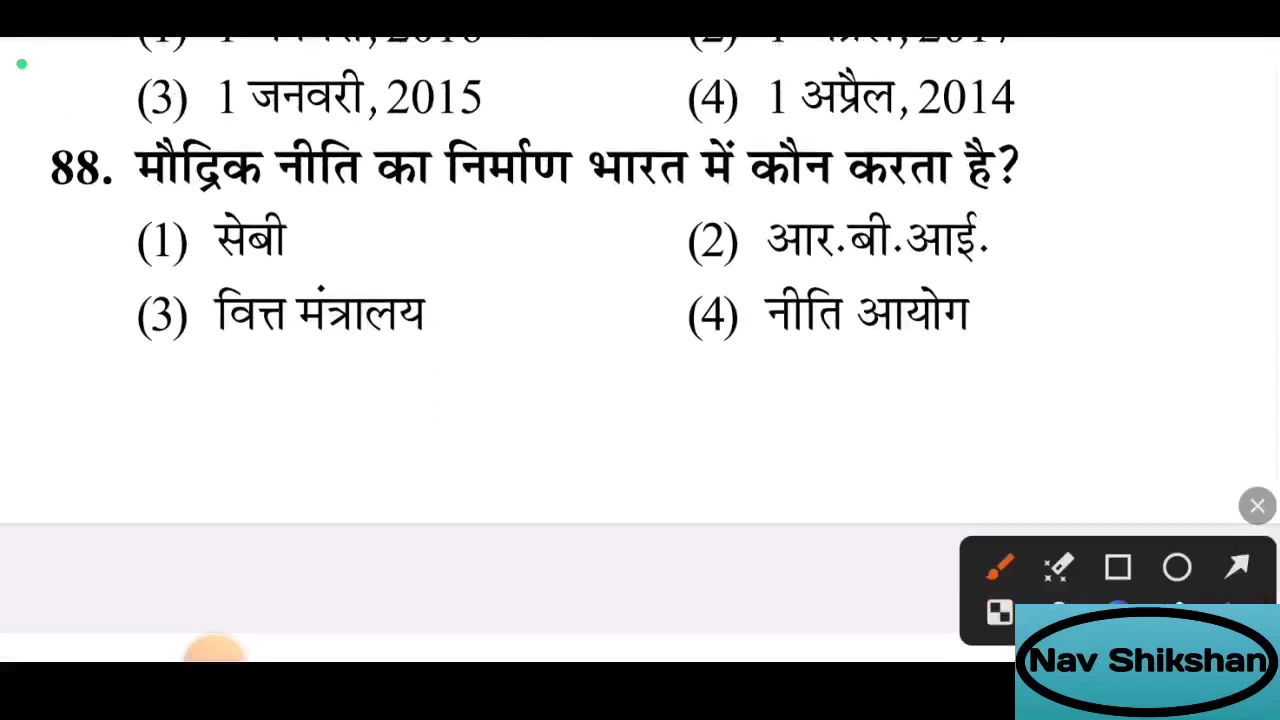 (3) 1 जनवरी, 2015 (4) 1 अप्रैल, 2014
88. मौद्रिक नीति का निर्माण भारत में कौन करता है?
(1) सेबी (2) आर.बी.आई.
(3) वित्त मंत्रालय (4) नीति आयोग
Nav Shikshan